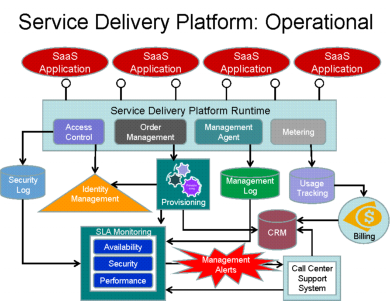 Service Delivery Platform: Operational
SaaS
Application
SaaS
Application
SaaS
Application
SaaS
Application
Service Delivery Platform Runtime
Access
Control
Order
Management
Management
Agent
Metering
Security
Log
Identity
Management
Provisioning
Management
Log
Usage
Tracking
CRM
Billing
SLA Monitoring
Availability
Security
Performance
Management
Alerts
Call Center
Support
System